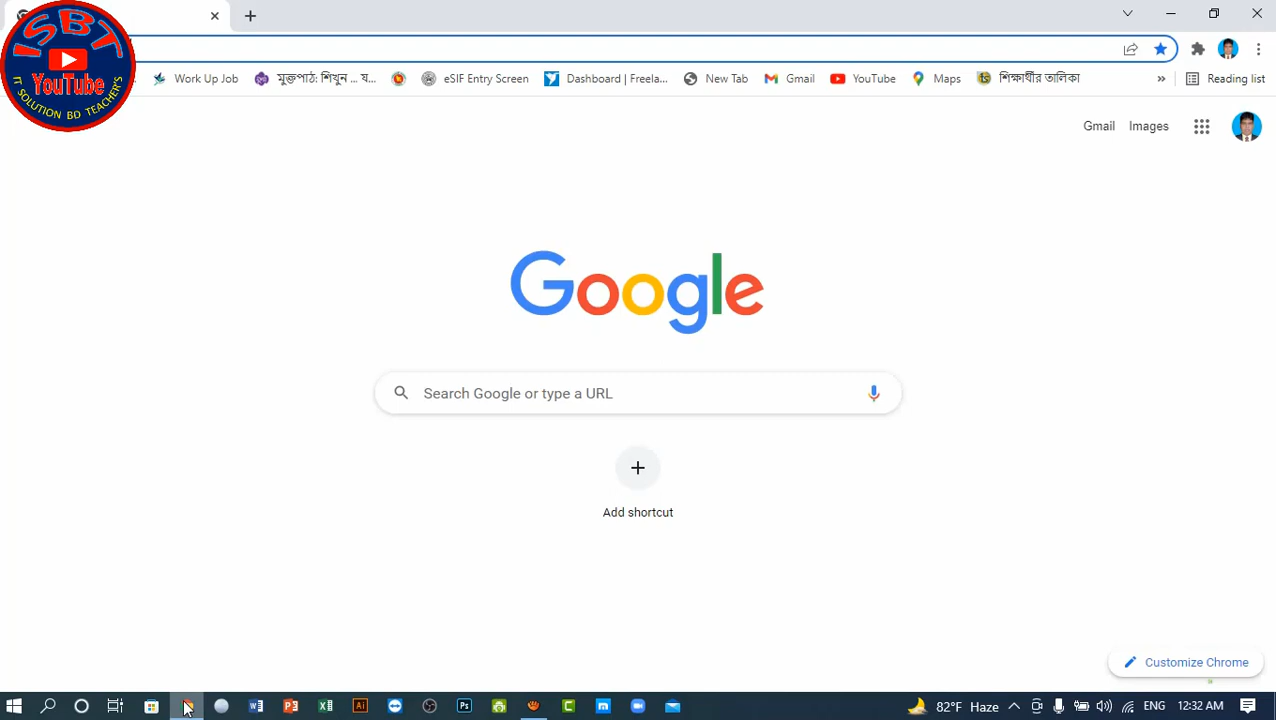 ISBT
YouTube
IT SOLUTION BD TEACHER'S
Work Up Job
মুক্তপাঠ: শিখুন ... য...
eSIF Entry Screen
Dashboard | Freela...
New Tab
Gmail
YouTube
Maps
শিক্ষার্থীর তালিকা
»
Reading list
Gmail
Images
Google
Search Google or type a URL
Add shortcut
Customize Chrome
82°F Haze
ENG
12:32 AM